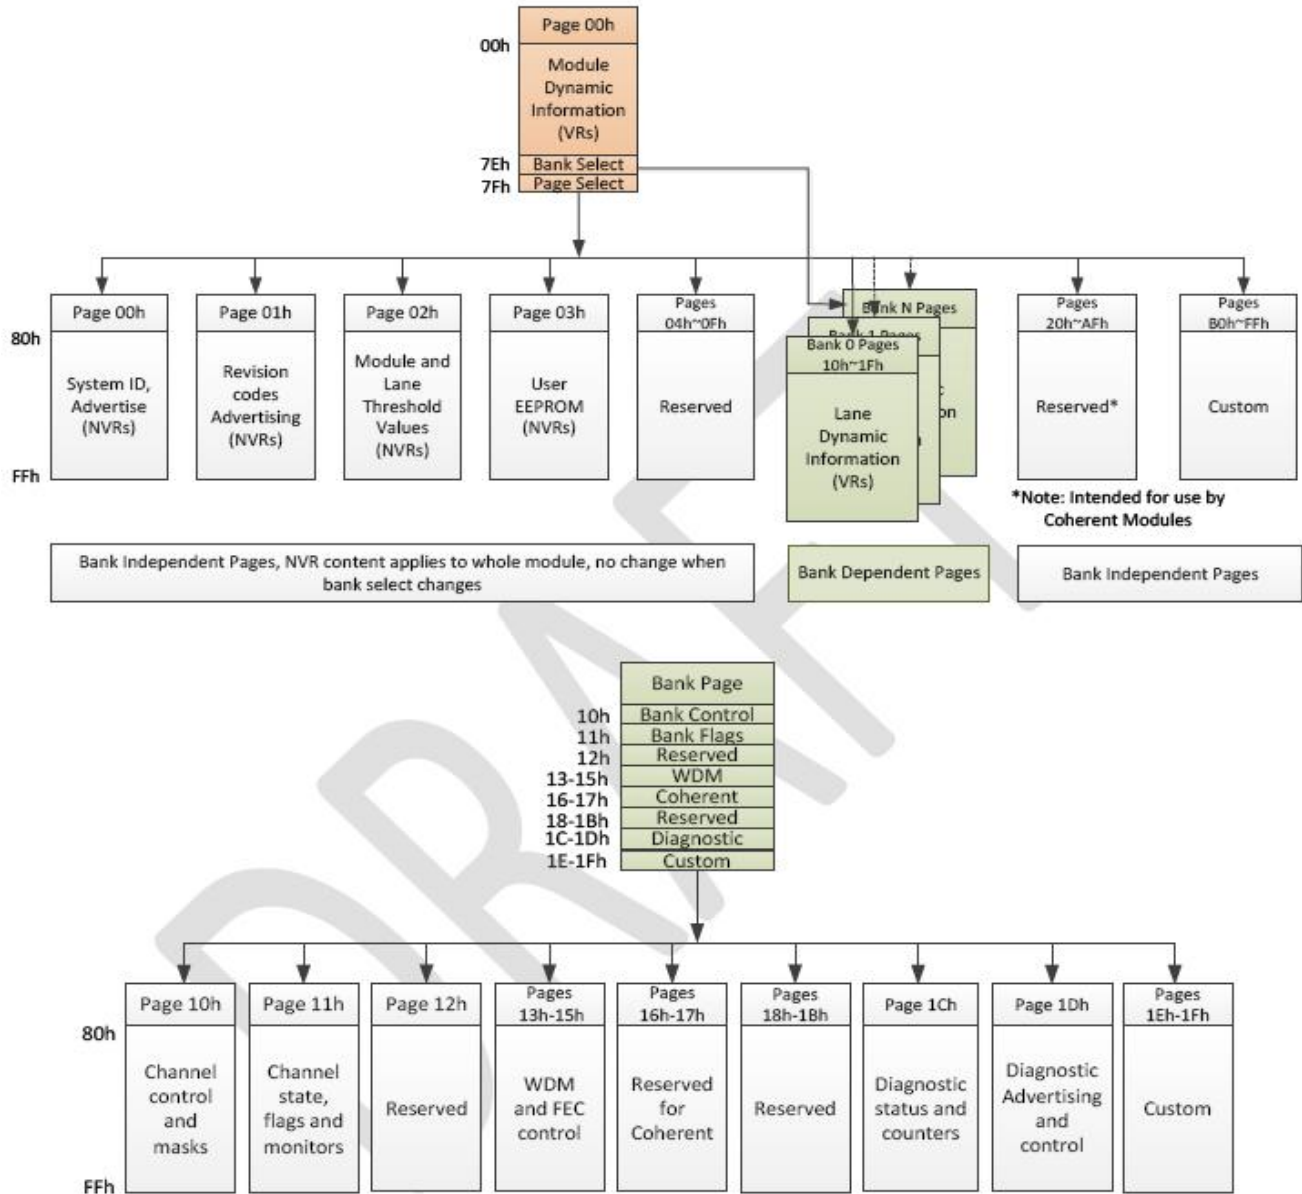 Page 00h
00h
Module
Dynamic
Information
(VRs)
7Eh
Bank Select
7Fh
Page Select
Page 00h
Page 01h
Page 02h
Page 03h
Pages
04h~0Fh
Bank N Pages
Bank 0 Pages
10h~1Fh
Pages
20h~AFh
Pages
B0h~FFh
80h
System ID,
Advertise
(NVRs)
Revision
codes
Advertising
(NVRs)
Module and
Lane
Threshold
Values
(NVRs)
User
EEPROM
(NVRs)
Reserved
Lane
Dynamic
Information
(VRs)
Reserved*
Custom
FFh
*Note: Intended for use by
Coherent Modules
Bank Independent Pages, NVR content applies to whole module, no change when
bank select changes
Bank Dependent Pages
Bank Independent Pages
Bank Page
10h
Bank Control
11h
Bank Flags
12h
Reserved
13-15h
WDM
16-17h
Coherent
18-1Bh
Reserved
1C-1Dh
Diagnostic
1E-1Fh
Custom
Page 10h
Page 11h
Page 12h
Pages
13h-15h
Pages
16h-17h
Pages
18h-1Bh
Page 1Ch
Page 1Dh
Pages
1Eh-1Fh
80h
Channel
control
and
masks
Channel
state,
flags and
monitors
Reserved
WDM
and FEC
control
Reserved
for
Coherent
Reserved
Diagnostic
status and
counters
Diagnostic
Advertising
and
control
Custom
FFh
DRAFT